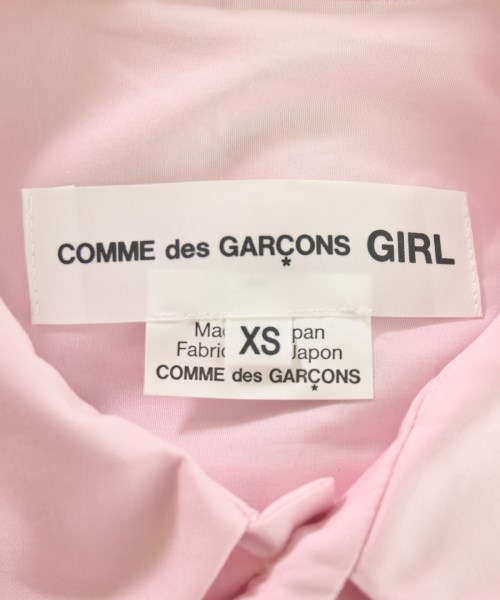 COMME des GARÇONS GIRL
XS
Japon
COMME des GARÇONS